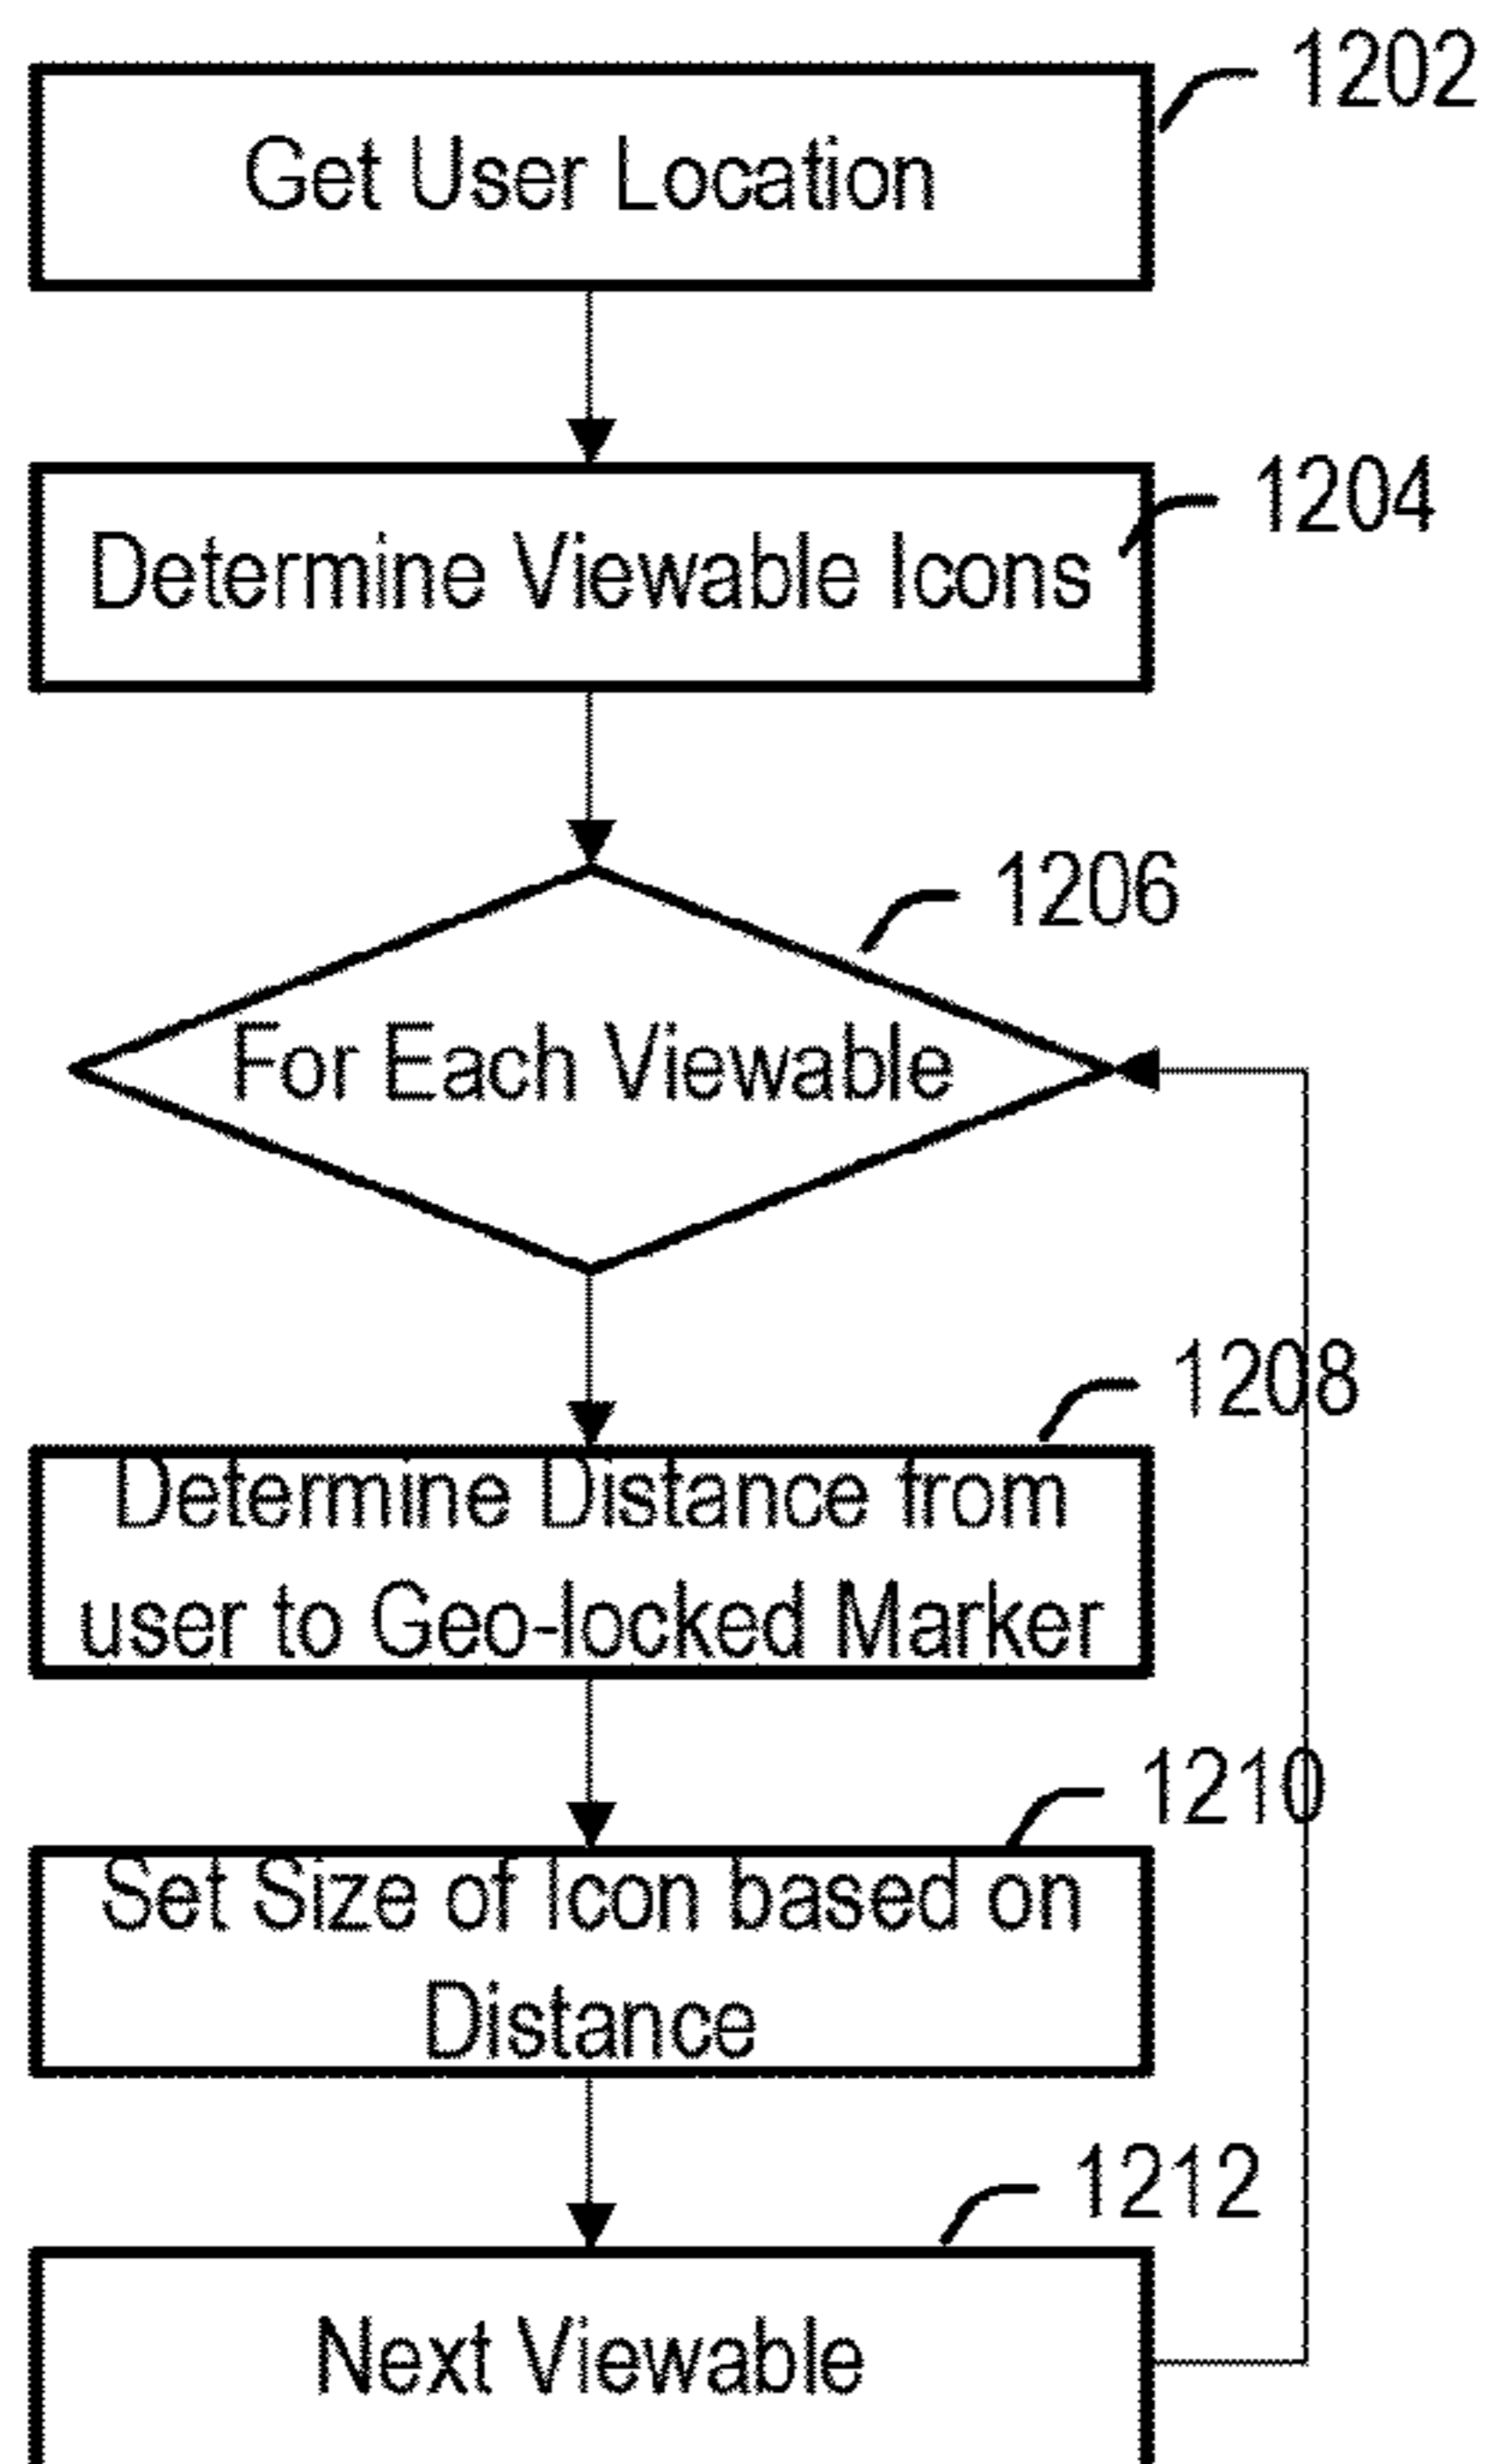 1202
Get User Location
1204
Determine Viewable Icons
1206
For Each Viewable
1208
Determine Distance from
user to Geo-locked Marker
1210
Set Size of Icon based on
Distance
1212
Next Viewable